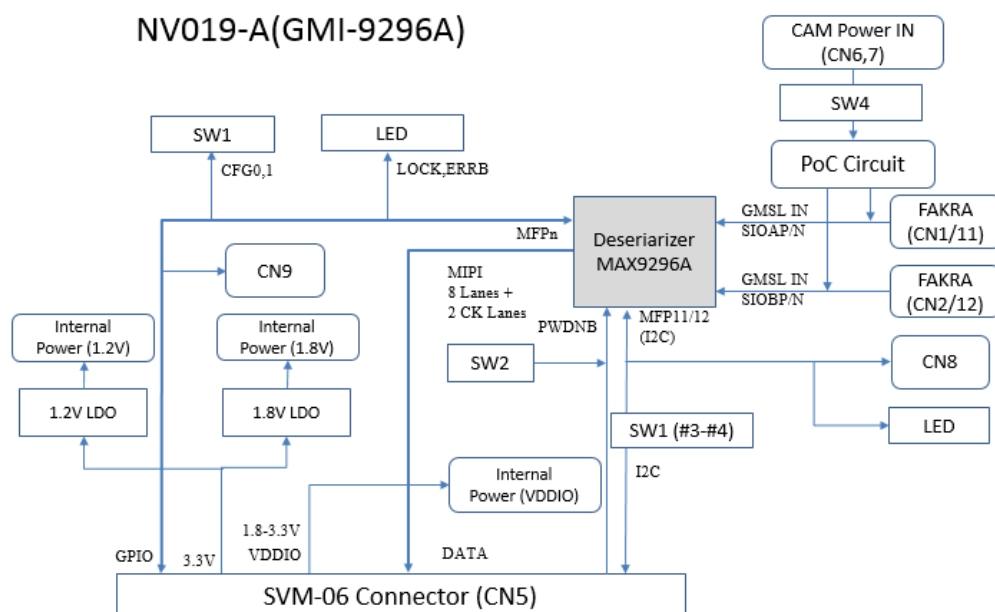 NV019-A(GMI-9296A)
CAM Power IN
(CN6,7)
SW4
SW1
LED
PoC Circuit
CFG0,1
LOCK,ERRB
GMSL IN
SIOAP/N
FAKRA
(CN1/11)
MFPn
Deseriarizer
MAX9296A
CN9
MIPI
8 Lanes +
2 CK Lanes
GMSL IN
SIOBP/N
FAKRA
(CN2/12)
Internal
Power (1.2V)
Internal
Power (1.8V)
PWDNB
MFP11/12
(I2C)
SW2
CN8
1.2V LDO
1.8V LDO
SW1 (#3-#4)
LED
I2C
Internal
Power (VDDIO)
1.8-3.3V
VDDIO
GPIO
3.3V
DATA
SVM-06 Connector (CN5)